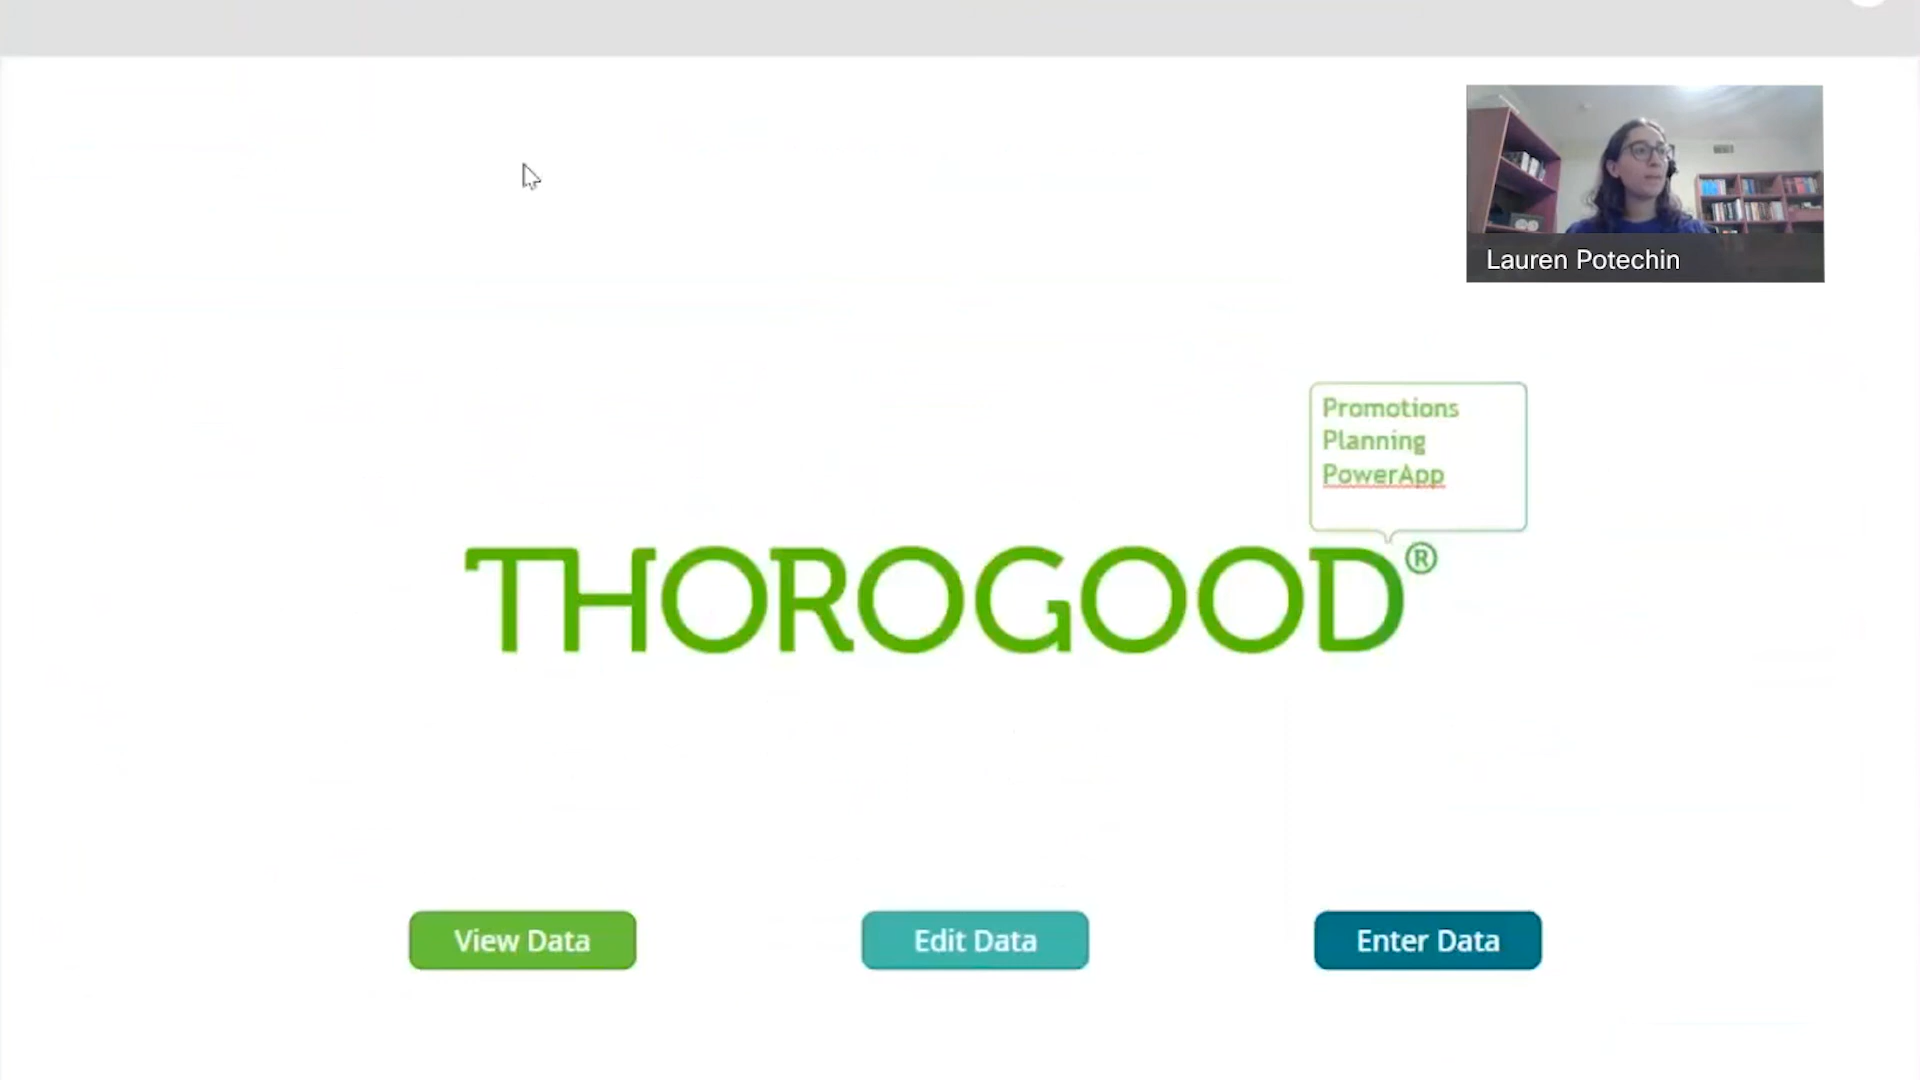 Lauren Potechin
Promotions
Planning
PowerApp
THOROGOOD®
View Data
Edit Data
Enter Data